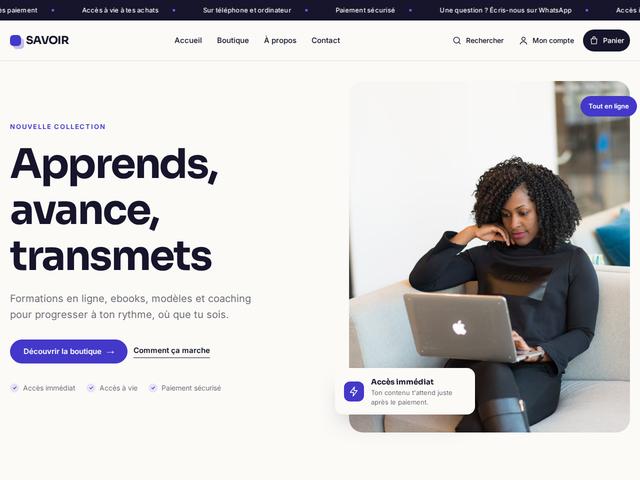 ès paiement • Accès à vie à tes achats • Sur téléphone et ordinateur • Paiement sécurisé • Une question ? Écris-nous sur WhatsApp • Accès i
SAVOIR
Accueil Boutique À propos Contact
Rechercher Mon compte Panier
Tout en ligne
NOUVELLE COLLECTION
Apprends,
avance,
transmets
Formations en ligne, ebooks, modèles et coaching
pour progresser à ton rythme, où que tu sois.
Découvrir la boutique → Comment ça marche
Accès immédiat Accès à vie Paiement sécurisé
Accès immédiat
Ton contenu t'attend juste
après le paiement.